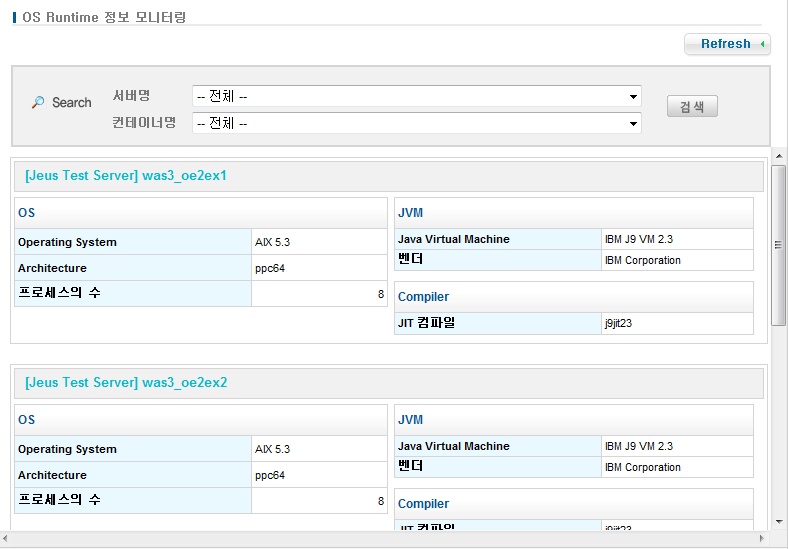 OS Runtime 정보 모니터링
Refresh
Search
서버명
-- 전체 --
컨테이너명
-- 전체 --
검색
[Jeus Test Server] was3_oe2ex1
OS
Operating System AIX 5.3
Architecture ppc64
프로세스의 수 8
JVM
Java Virtual Machine IBM J9 VM 2.3
벤더 IBM Corporation
Compiler
JIT 컴파일 j9jit23
[Jeus Test Server] was3_oe2ex2
OS
Operating System AIX 5.3
Architecture ppc64
프로세스의 수 8
JVM
Java Virtual Machine IBM J9 VM 2.3
벤더 IBM Corporation
Compiler
JIT 컴파일 j9jit23